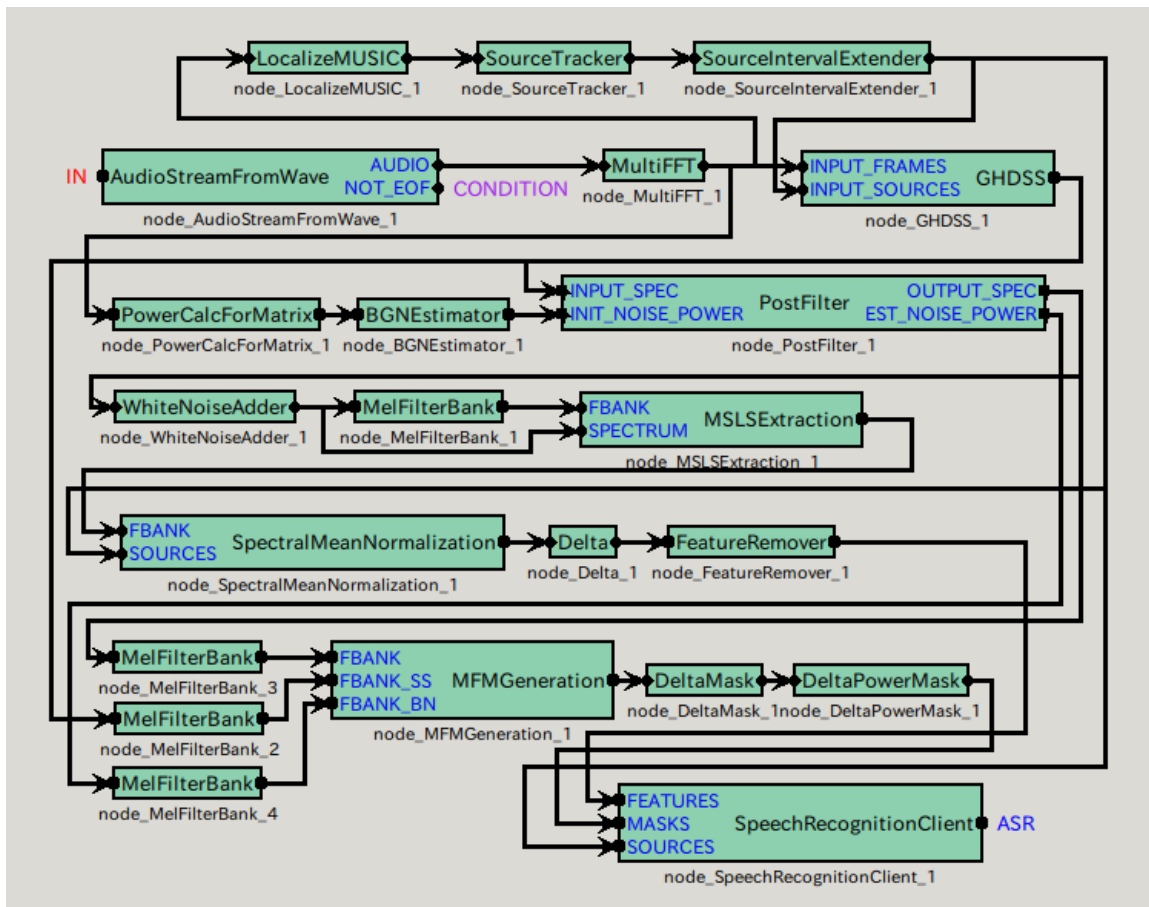 LocalizeMUSIC SourceTracker SourceIntervalExtender
node_LocalizeMUSIC_1 node_SourceTracker_1 node_SourceIntervalExtender_1
IN AudioStreamFromWave AUDIO NOT_EOF CONDITION
node_AudioStreamFromWave_1
MultiFFT
node_MultiFFT_1
INPUT_FRAMES
INPUT_SOURCES
GHDSS
node_GHDSS_1
PowerCalcForMatrix BGNEstimator
node_PowerCalcForMatrix_1 node_BGNEstimator_1
INPUT_SPEC
INIT_NOISE_POWER
PostFilter
OUTPUT_SPEC
EST_NOISE_POWER
node_PostFilter_1
WhiteNoiseAdder MelFilterBank
node_WhiteNoiseAdder_1 node_MelFilterBank_1
FBANK
SPECTRUM
MSLSExtraction
node_MSLSExtraction_1
FBANK
SOURCES
SpectralMeanNormalization Delta FeatureRemover
node_SpectralMeanNormalization_1 node_Delta_1 node_FeatureRemover_1
MelFilterBank
node_MelFilterBank_3
MelFilterBank
node_MelFilterBank_2
MelFilterBank
node_MelFilterBank_4
FBANK
FBANK_SS
FBANK_BN
MFMGeneration
node_MFMGeneration_1
DeltaMask DeltaPowerMask
node_DeltaMask_1 node_DeltaPowerMask_1
FEATURES
MASKS
SOURCES
SpeechRecognitionClient ASR
node_SpeechRecognitionClient_1